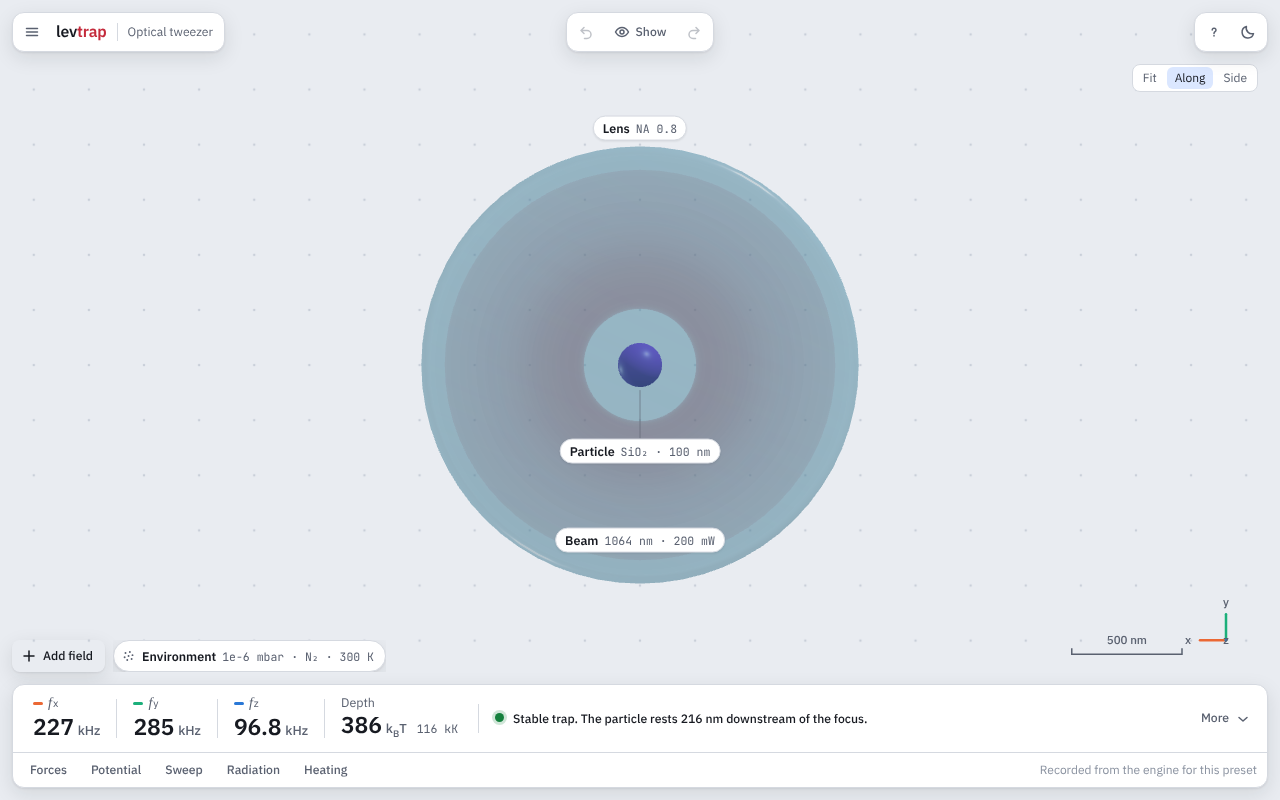 levtrap Optical tweezer
Show
?
Fit Along Side
Lens NA 0.8
Particle SiO₂ · 100 nm
Beam 1064 nm · 200 mW
y
500 nm x z
Add field
Environment 1e-6 mbar · N₂ · 300 K
fx fy fz Depth
227 kHz 285 kHz 96.8 kHz 386 kBT 116 kK
Stable trap. The particle rests 216 nm downstream of the focus.
More
Forces Potential Sweep Radiation Heating
Recorded from the engine for this preset